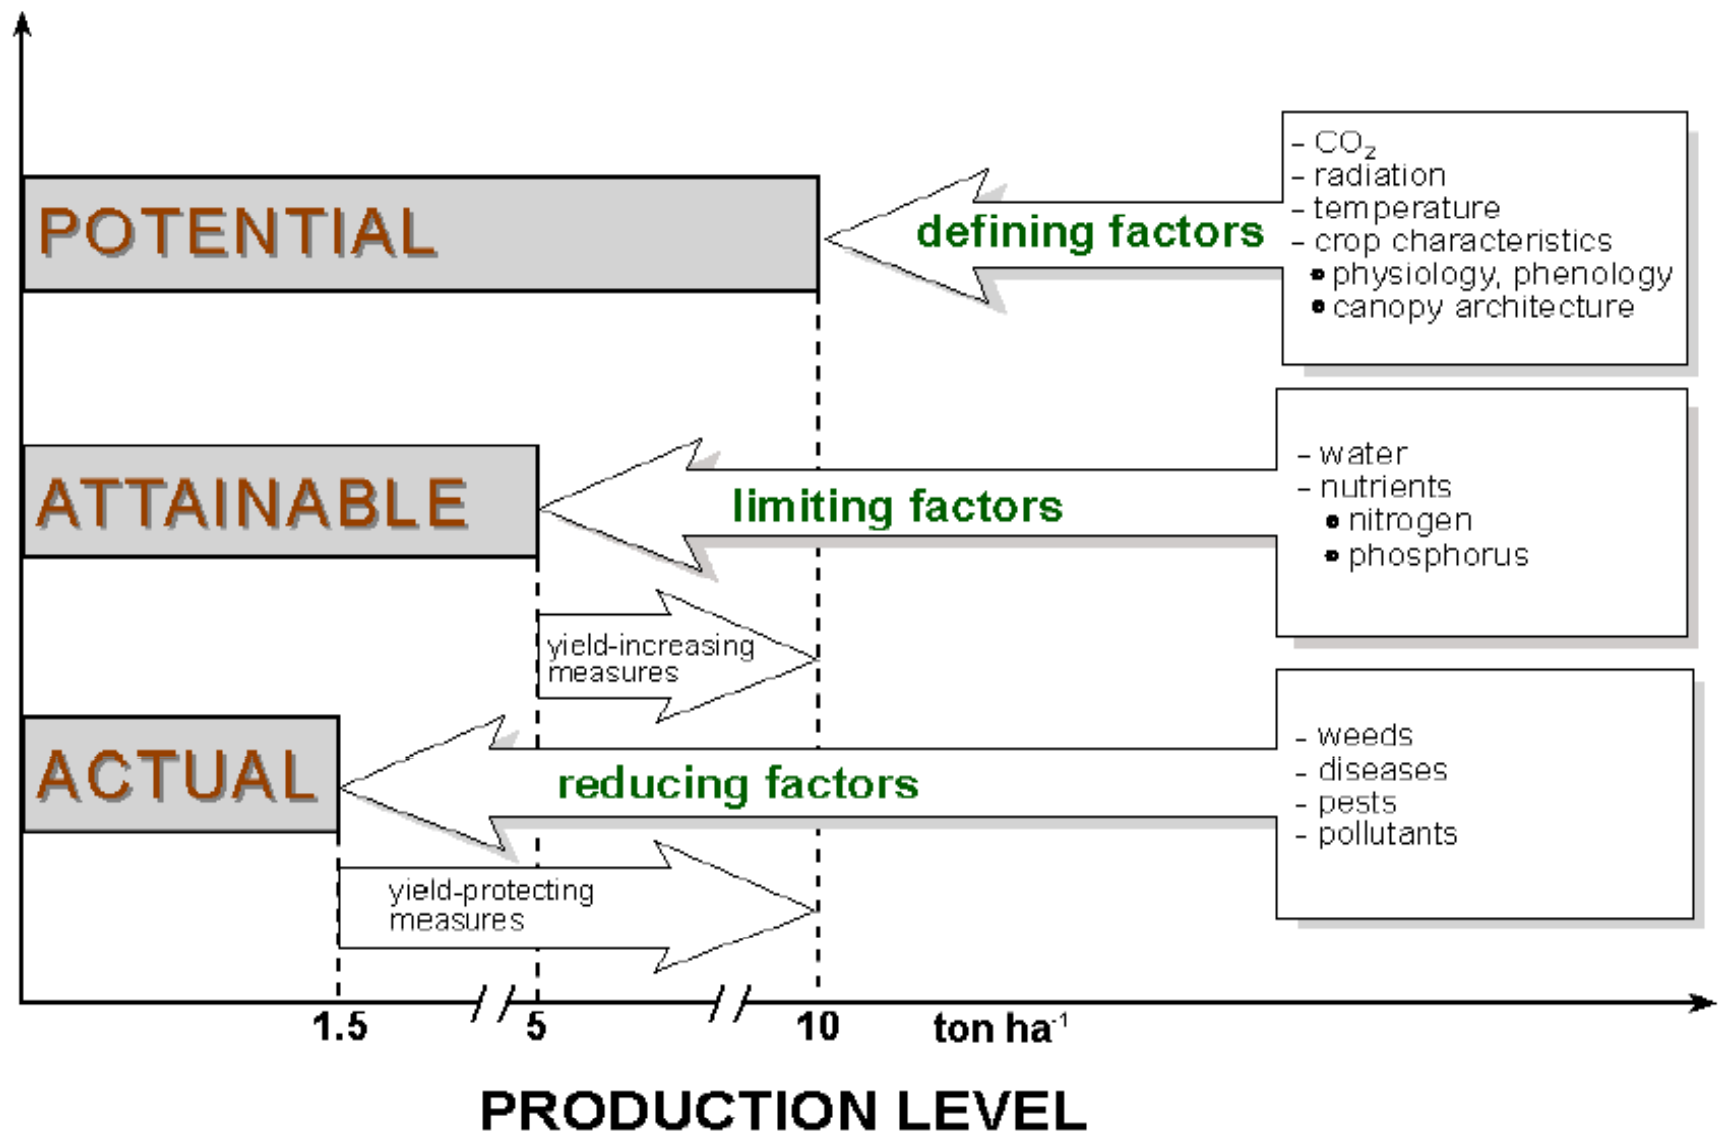 POTENTIAL
defining factors
- CO₂
- radiation
- temperature
- crop characteristics
• physiology, phenology
• canopy architecture
ATTAINABLE
limiting factors
- water
- nutrients
• nitrogen
• phosphorus
yield-increasing
measures
ACTUAL
reducing factors
- weeds
- diseases
- pests
- pollutants
yield-protecting
measures
1.5 // 5 // 10 ton ha⁻¹
PRODUCTION LEVEL